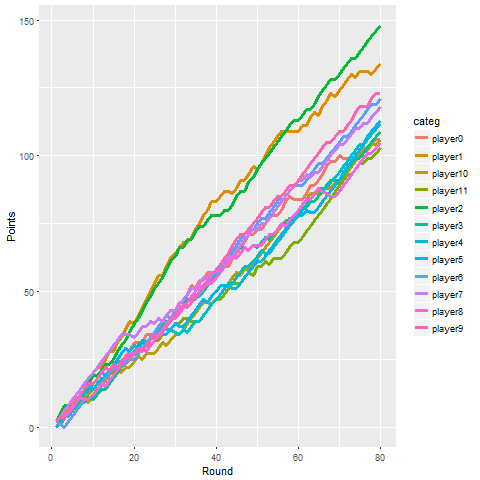 150
100
50
0
Points
0
20
40
60
80
Round
categ
player0
player1
player10
player11
player2
player3
player4
player5
player6
player7
player8
player9